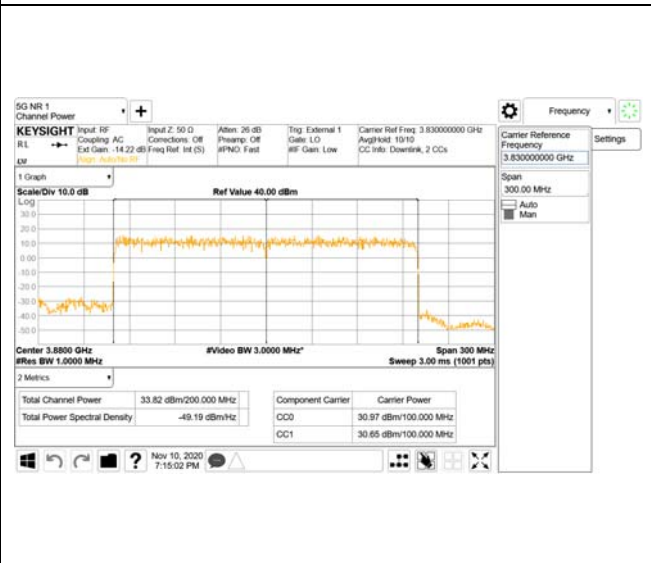 5G NR 1
Channel Power
Frequency
KEYSIGHT
RL
Input: RF
Coupling: AC
Ext Gain: -14.22 dB
Align: Auto/No RF
Input Z: 50 Ω
Corrections: Off
Freq Ref: Int (S)
Atten: 26 dB
Preamp: Off
#PNO: Fast
Trig: External 1
Gate: LO
#IF Gain: Low
Carrier Ref Freq: 3.830000000 GHz
Avg|Hold: 10/10
CC Info: Downlink, 2 CCs
Carrier Reference
Frequency
3.830000000 GHz
Settings
Span
300.00 MHz
Auto
Man
1 Graph
Scale/Div 10.0 dB
Ref Value 40.00 dBm
Log
30.0
20.0
10.0
0.00
-10.0
-20.0
-30.0
-40.0
-50.0
Center 3.8800 GHz
#Video BW 3.0000 MHz*
Span 300 MHz
#Res BW 1.0000 MHz
Sweep 3.00 ms (1001 pts)
2 Metrics
Total Channel Power 33.82 dBm/200.000 MHz
Total Power Spectral Density -49.19 dBm/Hz
Component Carrier Carrier Power
CC0 30.97 dBm/100.000 MHz
CC1 30.65 dBm/100.000 MHz
?
Nov 10, 2020
7:15:02 PM